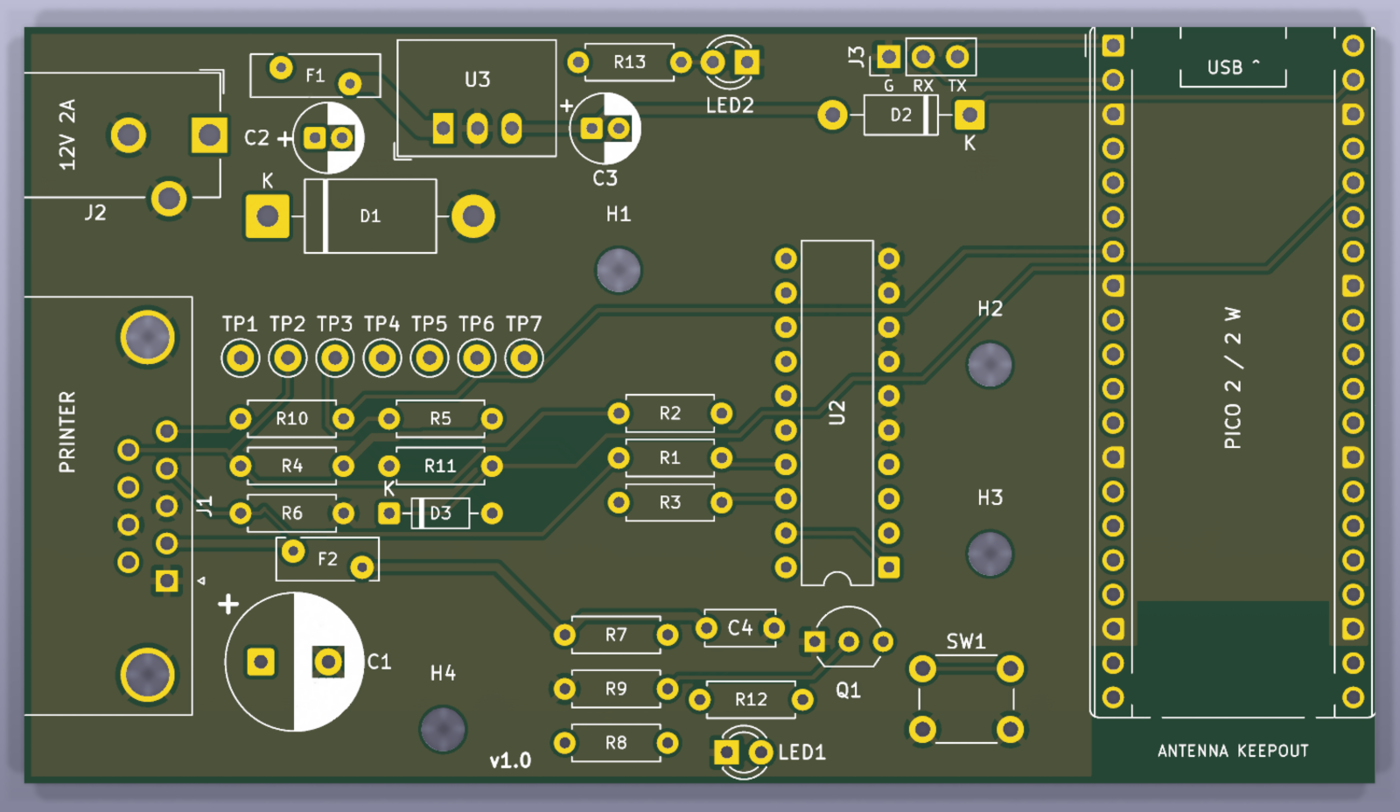 F1
U3
R13
LED2
J3
G RX TX
USB ^
12V 2A
C2
+
+
D2
K
K
C3
J2
D1
H1
H2
TP1 TP2 TP3 TP4 TP5 TP6 TP7
PICO 2 / 2 W
PRINTER
R10
R5
R2
U2
R4
R11
R1
K
J1
R6
D3
R3
H3
F2
+
C1
R7
C4
SW1
H4
R9
R12
Q1
R8
v1.0
LED1
ANTENNA KEEPOUT